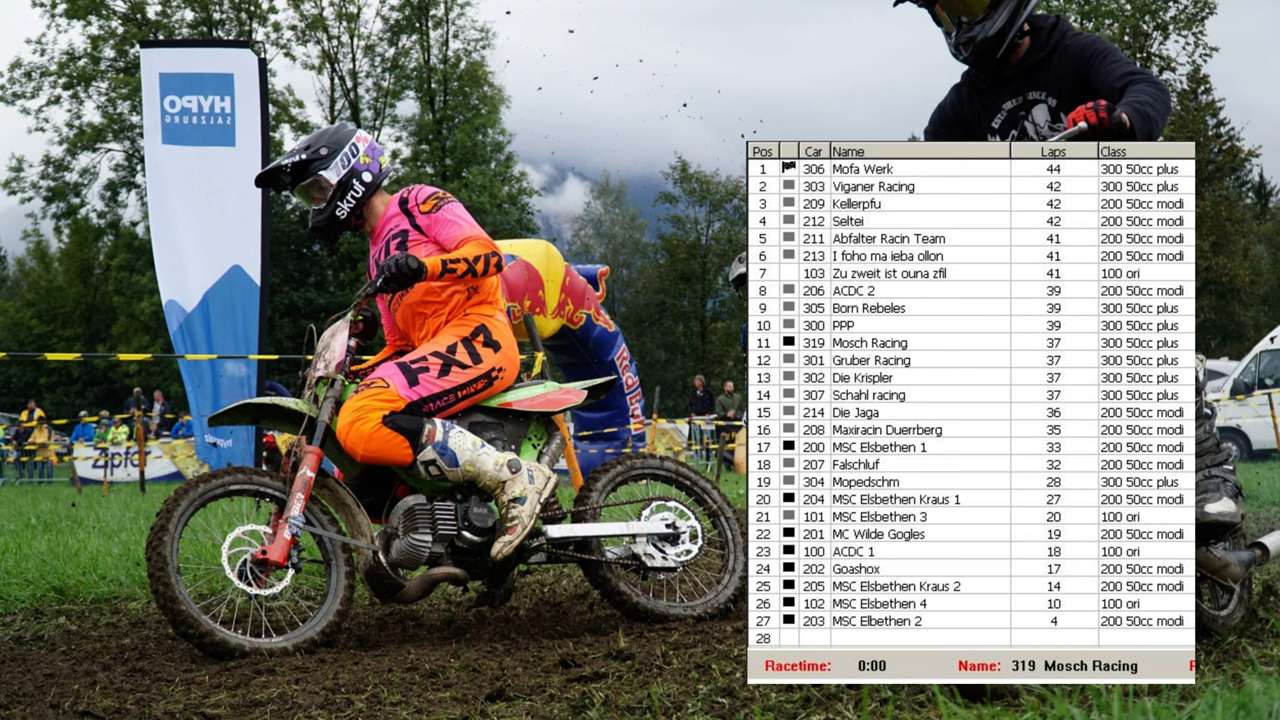 HYPO
SALZBURG
100%
skruf
FXR
FXR
RACE DIVISION
Red Bull
Zipfer
DAX
ESTABLISHED SINCE 98
Pos Car Name Laps Class
1 306 Mofa Werk 44 300 50cc plus
2 303 Viganer Racing 42 300 50cc plus
3 209 Kellerpfu 42 200 50cc modi
4 212 Seltei 42 200 50cc modi
5 211 Abfalter Racin Team 41 200 50cc modi
6 213 I foho ma ieba ollon 41 200 50cc modi
7 103 Zu zweit ist ouna zfil 41 100 ori
8 206 ACDC 2 39 200 50cc modi
9 305 Born Rebeles 39 300 50cc plus
10 300 PPP 39 300 50cc plus
11 319 Mosch Racing 37 300 50cc plus
12 301 Gruber Racing 37 300 50cc plus
13 302 Die Krispler 37 300 50cc plus
14 307 Schahl racing 37 300 50cc plus
15 214 Die Jaga 36 200 50cc modi
16 208 Maxiracin Duerrberg 35 200 50cc modi
17 200 MSC Elsbethen 1 33 200 50cc modi
18 207 Falschluf 32 200 50cc modi
19 304 Mopedschm 28 300 50cc plus
20 204 MSC Elsbethen Kraus 1 27 200 50cc modi
21 101 MSC Elsbethen 3 20 100 ori
22 201 MC Wilde Gogles 19 200 50cc modi
23 100 ACDC 1 18 100 ori
24 202 Goashox 17 200 50cc modi
25 205 MSC Elsbethen Kraus 2 14 200 50cc modi
26 102 MSC Elsbethen 4 10 100 ori
27 203 MSC Elbethen 2 4 200 50cc modi
28
Racetime: 0:00 Name: 319 Mosch Racing